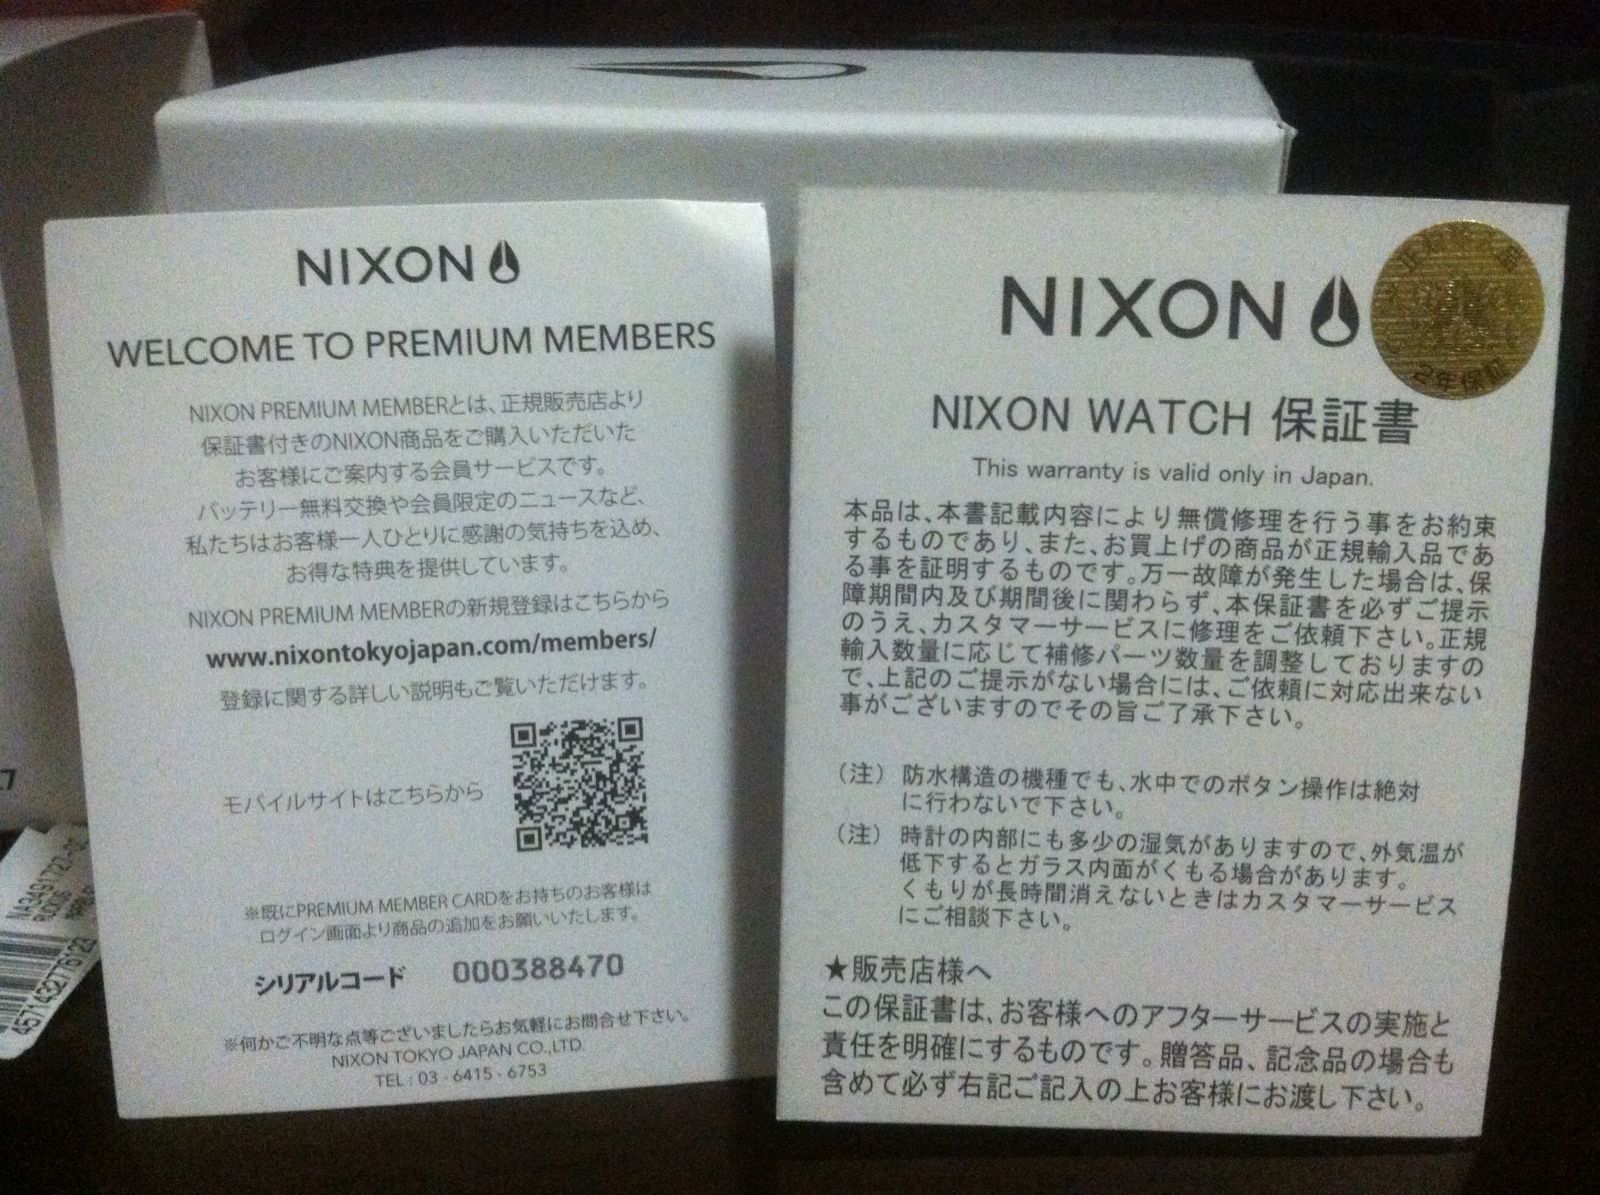 NIXON
WELCOME TO PREMIUM MEMBERS
NIXON PREMIUM MEMBERとは、正規販売店より
保証書付きのNIXON商品をご購入いただいた
お客様にご案内する会員サービスです。
バッテリー無料交換や会員限定のニュースなど、
私たちはお客様一人ひとりに感謝の気持ちを込め、
お得な特典を提供しています。
NIXON PREMIUM MEMBERの新規登録はこちらから
www.nixontokyojapan.com/members/
登録に関する詳しい説明もご覧いただけます。
モバイルサイトはこちらから
※既にPREMIUM MEMBER CARDをお持ちのお客様は
ログイン画面より商品の追加をお願いいたします。
シリアルコード 000388470
※何かご不明な点等ございましたらお気軽にお問合せ下さい。
NIXON TOKYO JAPAN CO.,LTD.
TEL : 03 - 6415 - 6753
NIXON
2年保証
NIXON WATCH 保証書
This warranty is valid only in Japan.
本品は、本書記載内容により無償修理を行う事をお約束
するものであり、また、お買上げの商品が正規輸入品であ
る事を証明するものです。万一故障が発生した場合は、保
障期間内及び期間後に関わらず、本保証書を必ずご提示
のうえ、カスタマーサービスに修理をご依頼下さい。正規
輸入数量に応じて補修パーツ数量を調整しておりますの
で、上記のご提示がない場合には、ご依頼に対応出来ない
事がございますのでその旨ご了承下さい。
(注) 防水構造の機種でも、水中でのボタン操作は絶対
に行わないで下さい。
(注) 時計の内部にも多少の湿気がありますので、外気温が
低下するとガラス内面がくもる場合があります。
くもりが長時間消えないときはカスタマーサービス
にご相談下さい。
★販売店様へ
この保証書は、お客様へのアフターサービスの実施と
責任を明確にするものです。贈答品、記念品の場合も
含めて必ず右記ご記入の上お客様にお渡し下さい。
RUCKUS
4571432776123